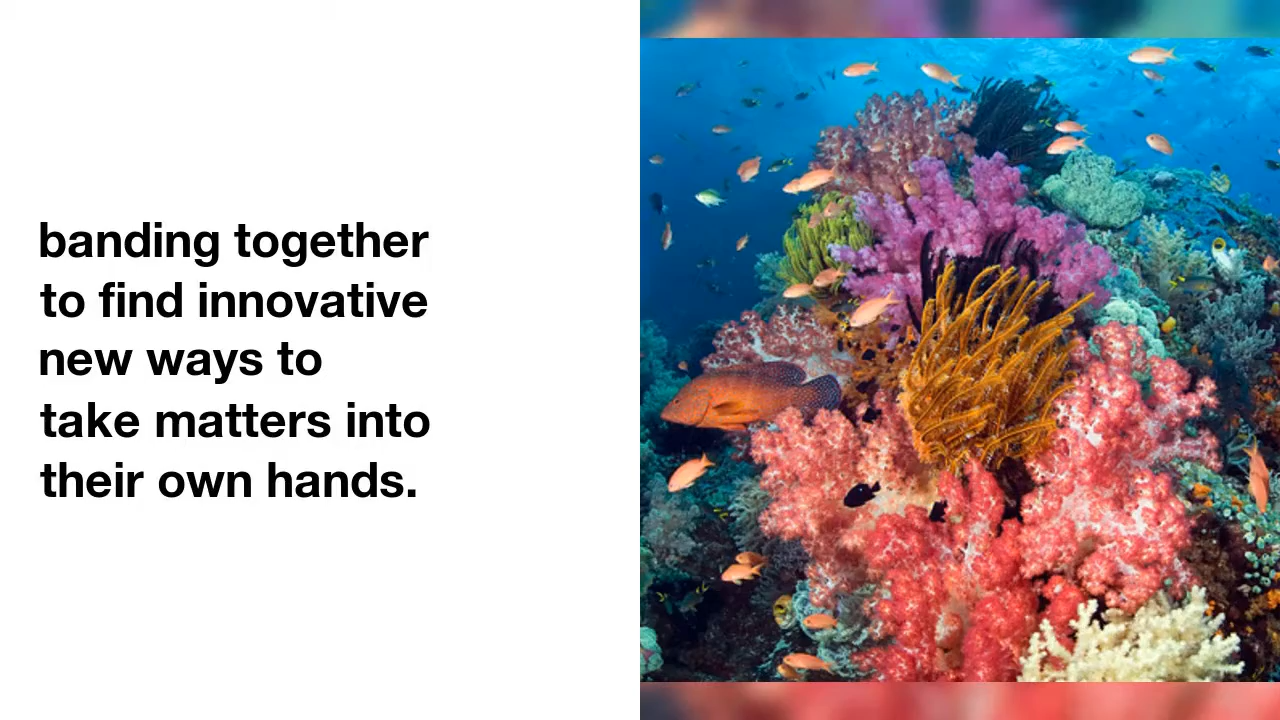 banding together
to find innovative
new ways to
take matters into
their own hands.